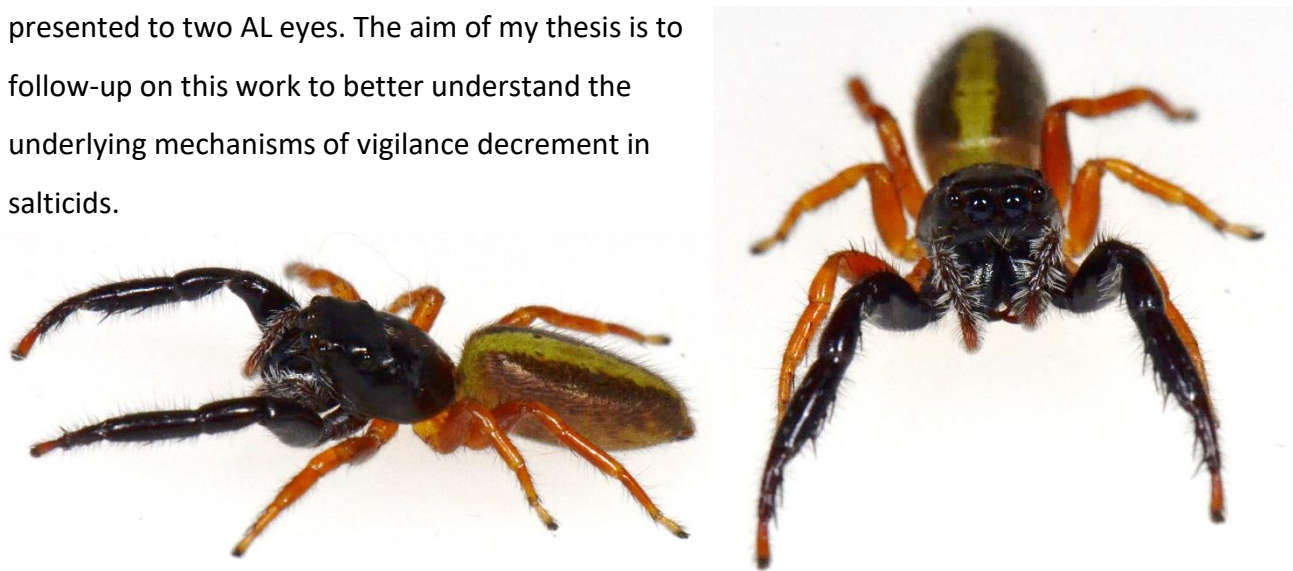 presented to two AL eyes. The aim of my thesis is to
follow-up on this work to better understand the
underlying mechanisms of vigilance decrement in
salticids.